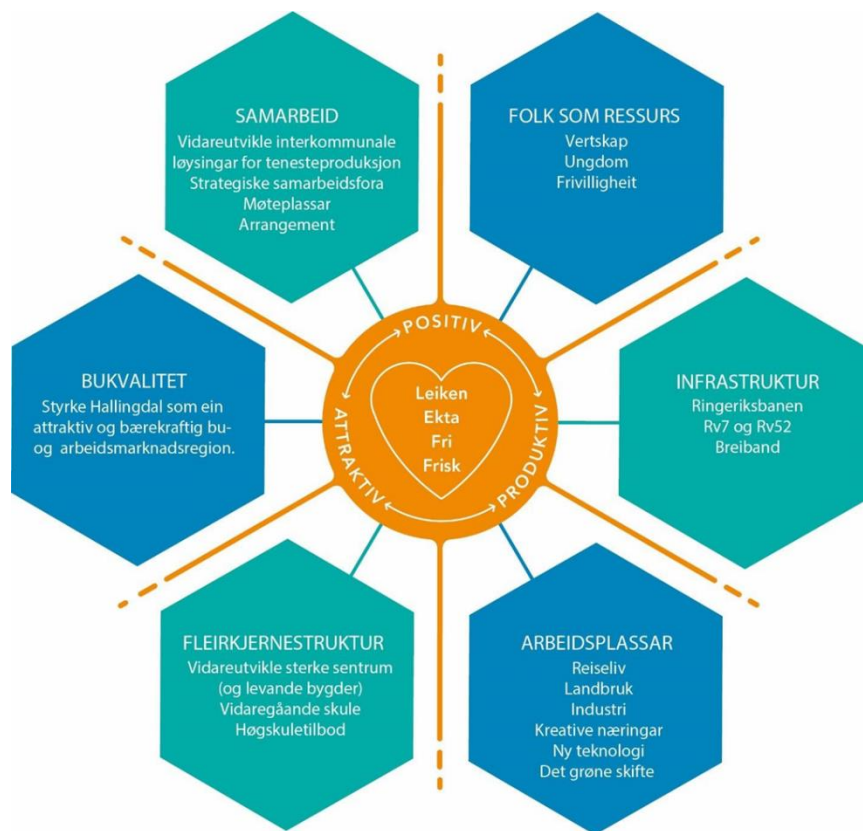 SAMARBEID
Vidareutvikle interkommunale
løysingar for tenesteproduksjon
Strategiske samarbeidsfora
Møteplassar
Arrangement
FOLK SOM RESSURS
Vertskap
Ungdom
Frivilligheit
BUKVALITET
Styrke Hallingdal som ein
attraktiv og bærekraftig bu-
og arbeidsmarknadsregion.
POSITIV
ATTRAKTIV
PRODUKTIV
Leiken
Ekta
Fri
Frisk
INFRASTRUKTUR
Ringeriksbanen
Rv7 og Rv52
Breiband
FLEIRKJERNESTRUKTUR
Vidareutvikle sterke sentrum
(og levande bygder)
Vidaregåande skule
Høgskuletilbod
ARBEIDSPLASSAR
Reiseliv
Landbruk
Industri
Kreative næringar
Ny teknologi
Det grøne skifte